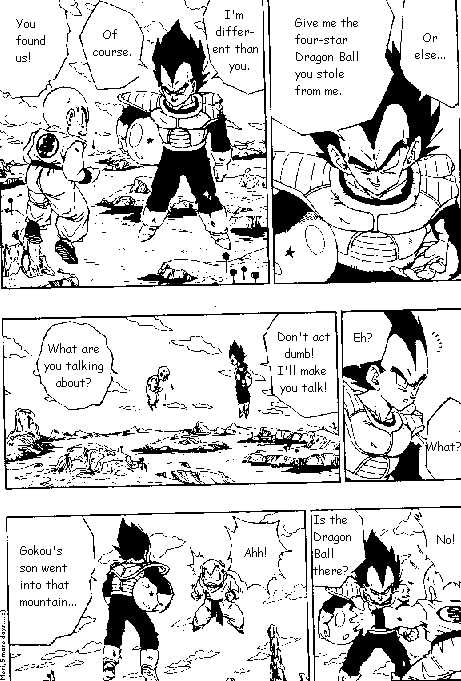 You
found
us!
Of
course.
I'm
differ-
ent than
you.
Give me the
four-star
Dragon Ball
you stole
from me.
Or
else...
What are
you talking
about?
Don't act
dumb!
I'll make
you talk!
Eh?
What?
Gokou's
son went
into that
mountain...
Ahh!
Is the
Dragon
Ball
there?
No!